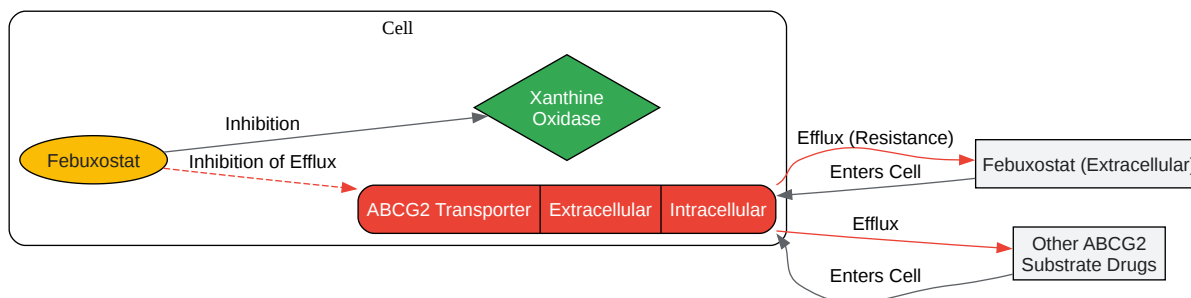 Cell
Xanthine
Oxidase
Inhibition
Febuxostat
Inhibition of Efflux
Efflux (Resistance)
Febuxostat (Extracellular)
Enters Cell
ABCG2 Transporter
Extracellular
Intracellular
Efflux
Other ABCG2
Substrate Drugs
Enters Cell